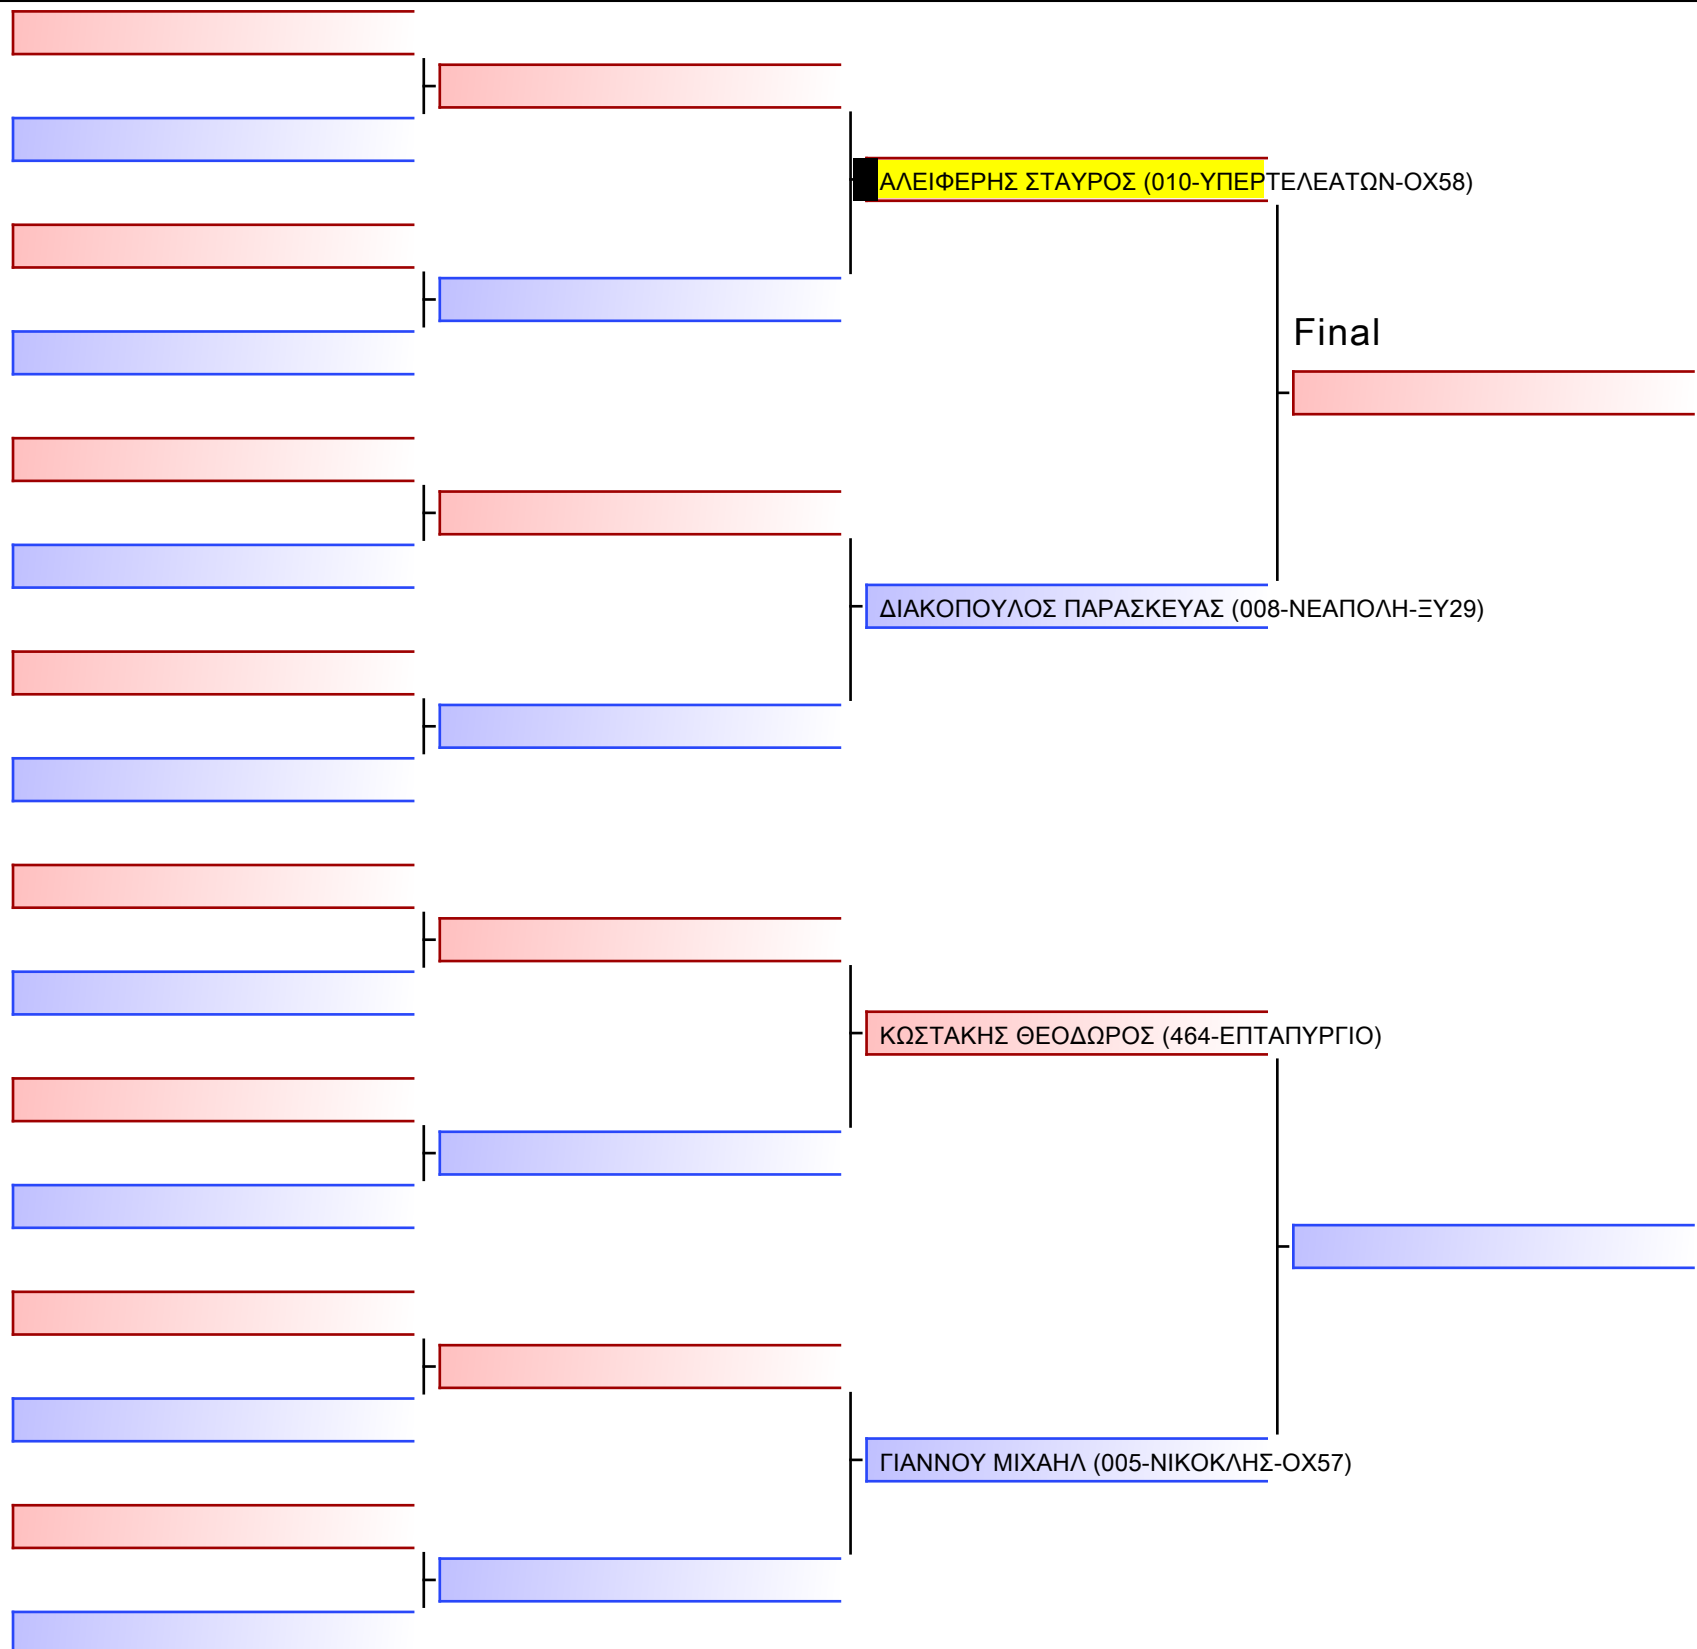 ΑΛΕΙΦΕΡΗΣ ΣΤΑΥΡΟΣ (010-ΥΠΕΡΤΕΛΕΑΤΩΝ-ΟΧ58)
Final
ΔΙΑΚΟΠΟΥΛΟΣ ΠΑΡΑΣΚΕΥΑΣ (008-ΝΕΑΠΟΛΗ-ΞΥ29)
ΚΩΣΤΑΚΗΣ ΘΕΟΔΩΡΟΣ (464-ΕΠΤΑΠΥΡΓΙΟ)
ΓΙΑΝΝΟΥ ΜΙΧΑΗΛ (005-ΝΙΚΟΚΛΗΣ-ΟΧ57)